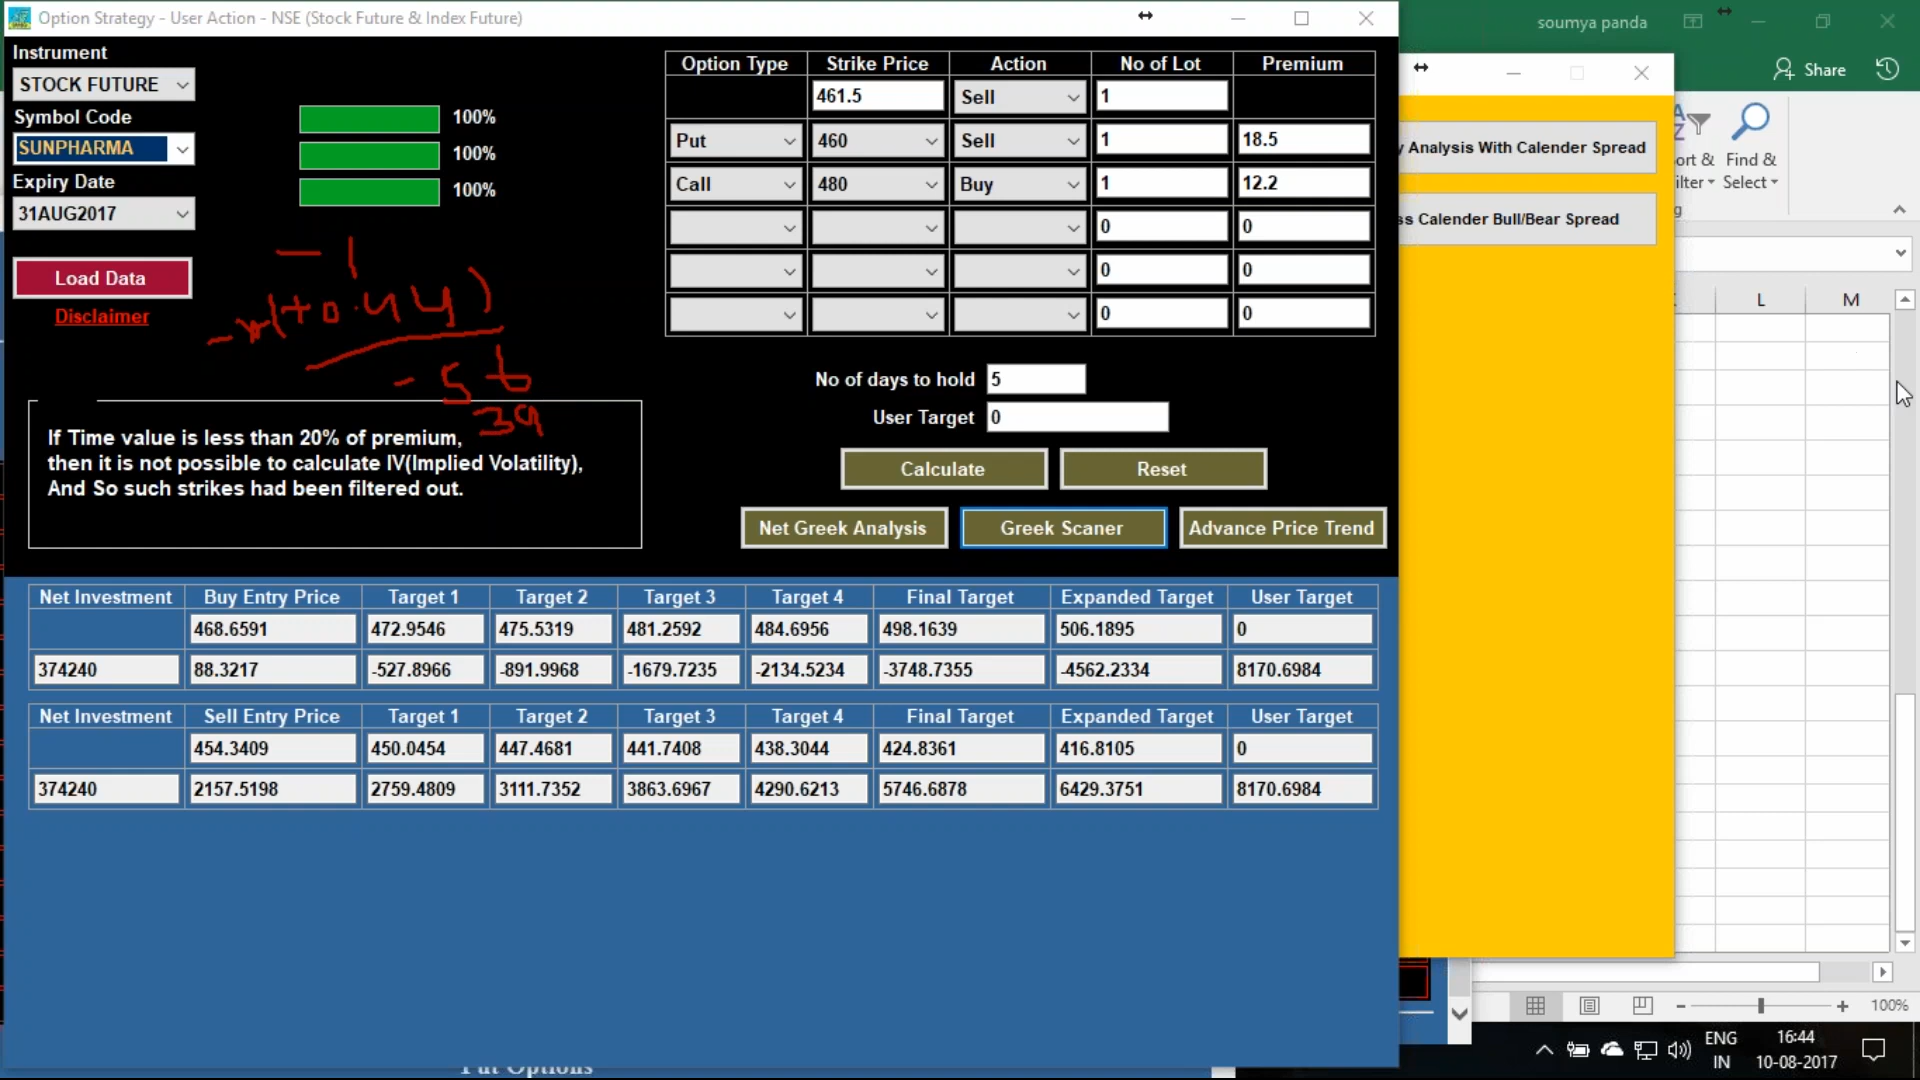 Option Strategy - User Action - NSE (Stock Future & Index Future)
soumya panda
Share
Instrument
STOCK FUTURE
Symbol Code
SUNPHARMA
Expiry Date
31AUG2017
Load Data
Disclaimer
100%
100%
100%
Option Type Strike Price Action No of Lot Premium
461.5 Sell 1
Put 460 Sell 1 18.5
Call 480 Buy 1 12.2
0 0
0 0
0 0
- 1
+0.44)
- 56
39
If Time value is less than 20% of premium,
then it is not possible to calculate IV(Implied Volatility),
And So such strikes had been filtered out.
No of days to hold 5
User Target 0
Calculate Reset
Net Greek Analysis Greek Scaner Advance Price Trend
Net Investment Buy Entry Price Target 1 Target 2 Target 3 Target 4 Final Target Expanded Target User Target
468.6591 472.9546 475.5319 481.2592 484.6956 498.1639 506.1895 0
374240 88.3217 -527.8966 -891.9968 -1679.7235 -2134.5234 -3748.7355 -4562.2334 8170.6984
Net Investment Sell Entry Price Target 1 Target 2 Target 3 Target 4 Final Target Expanded Target User Target
454.3409 450.0454 447.4681 441.7408 438.3044 424.8361 416.8105 0
374240 2157.5198 2759.4809 3111.7352 3863.6967 4290.6213 5746.6878 6429.3751 8170.6984
y Analysis With Calender Spread
ss Calender Bull/Bear Spread
ort & Find &
ilter Select
L M
Put Options
100%
ENG
IN
16:44
10-08-2017